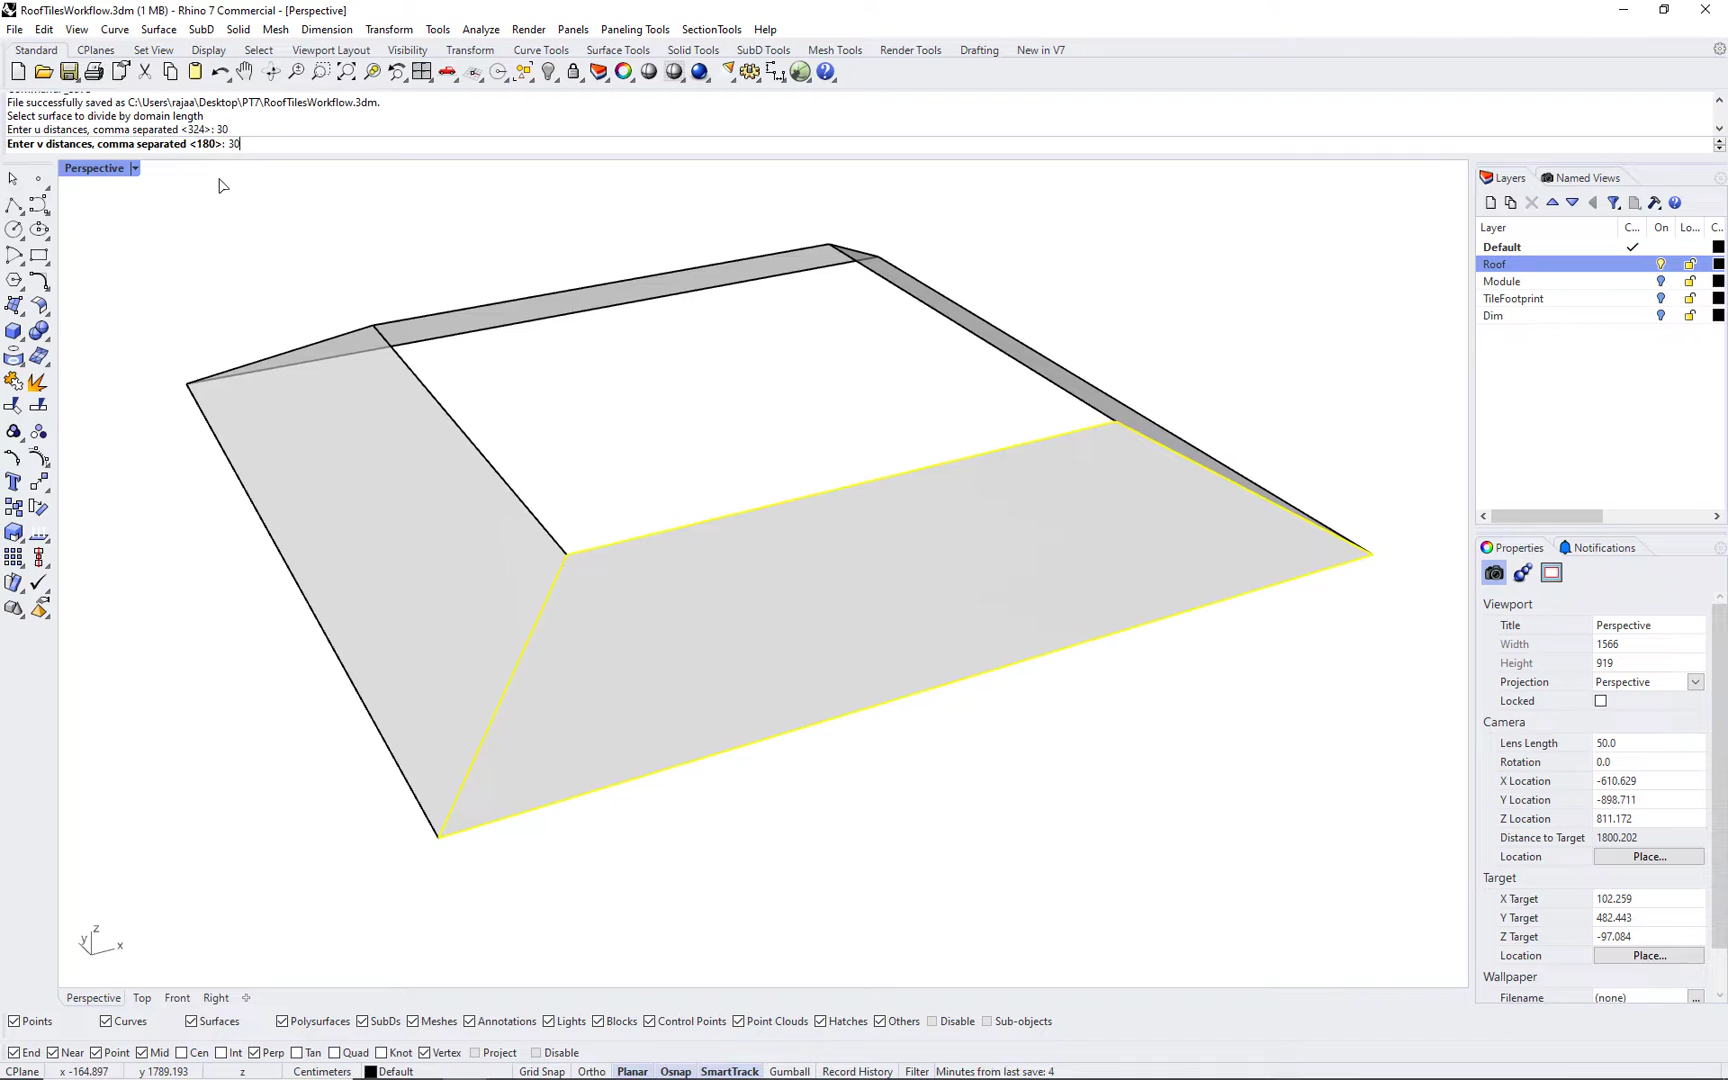 RoofTilesWorkflow.3dm (1 MB) - Rhino 7 Commercial - [Perspective]
File Edit View Curve Surface SubD Solid Mesh Dimension Transform Tools Analyze Render Panels Paneling Tools SectionTools Help
Standard CPlanes Set View Display Select Viewport Layout Visibility Transform Curve Tools Surface Tools Solid Tools SubD Tools Mesh Tools Render Tools Drafting New in V7
File successfully saved as C:\Users\rajaa\Desktop\PT7\RoofTilesWorkflow.3dm.
Select surface to divide by domain length
Enter u distances, comma separated <324>: 30
Enter v distances, comma separated <180>: 30
Perspective
Layers Named Views
Layer C... On Lo... C...
Default
Roof
Module
TileFootprint
Dim
Properties Notifications
Viewport
Title Perspective
Width 1566
Height 919
Projection Perspective
Locked
Camera
Lens Length 50.0
Rotation 0.0
X Location -610.629
Y Location -898.711
Z Location 811.172
Distance to Target 1800.202
Location Place...
Target
X Target 102.259
Y Target 482.443
Z Target -97.084
Location Place...
Wallpaper
Filename (none) ...
z
y x
Perspective Top Front Right
Points Curves Surfaces Polysurfaces SubDs Meshes Annotations Lights Blocks Control Points Point Clouds Hatches Others Disable Sub-objects
End Near Point Mid Cen Int Perp Tan Quad Knot Vertex Project Disable
CPlane x -164.897 y 1789.193 z Centimeters Default Grid Snap Ortho Planar Osnap SmartTrack Gumball Record History Filter Minutes from last save: 4